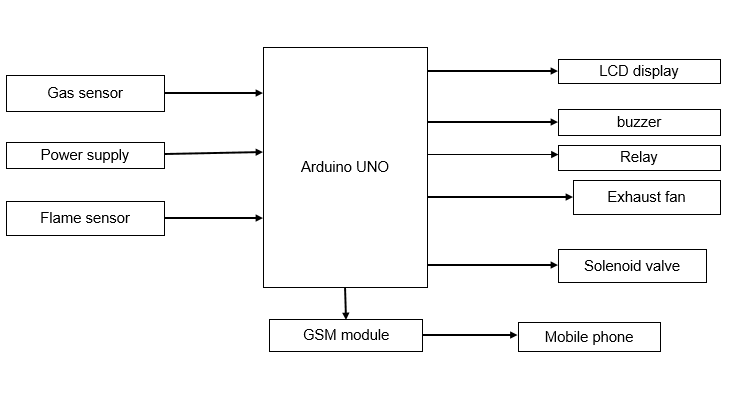 Gas sensor
Power supply
Flame sensor
Arduino UNO
LCD display
buzzer
Relay
Exhaust fan
Solenoid valve
GSM module
Mobile phone